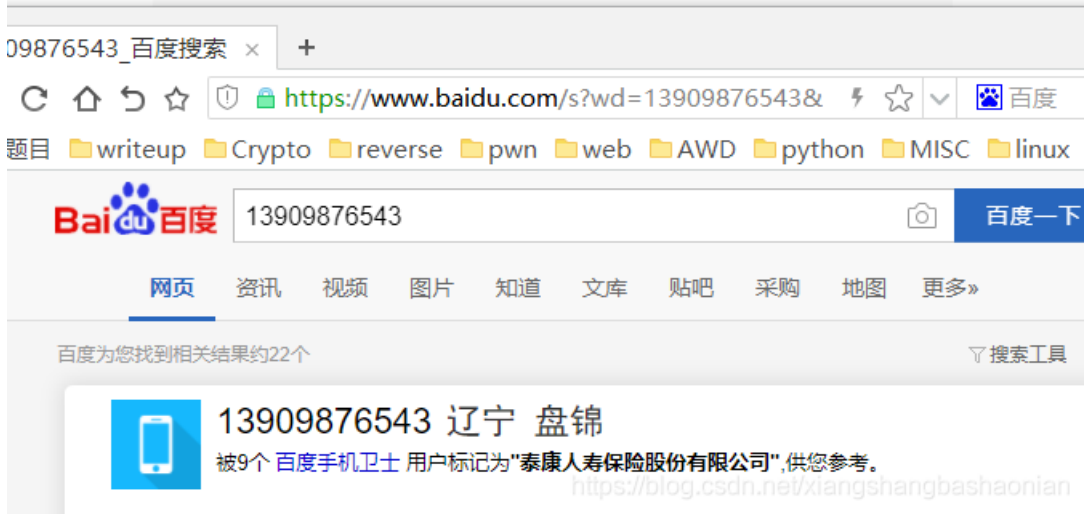 09876543_百度搜索 × +
https://www.baidu.com/s?wd=13909876543& 百度
题目 writeup Crypto reverse pwn web AWD python MISC linux
Bai du 百度 13909876543 百度一下
网页 资讯 视频 图片 知道 文库 贴吧 采购 地图 更多»
百度为您找到相关结果约22个 搜索工具
13909876543 辽宁 盘锦
被9个 百度手机卫士 用户标记为"泰康人寿保险股份有限公司",供您参考。
https://blog.csdn.net/xiangshangbashaonian